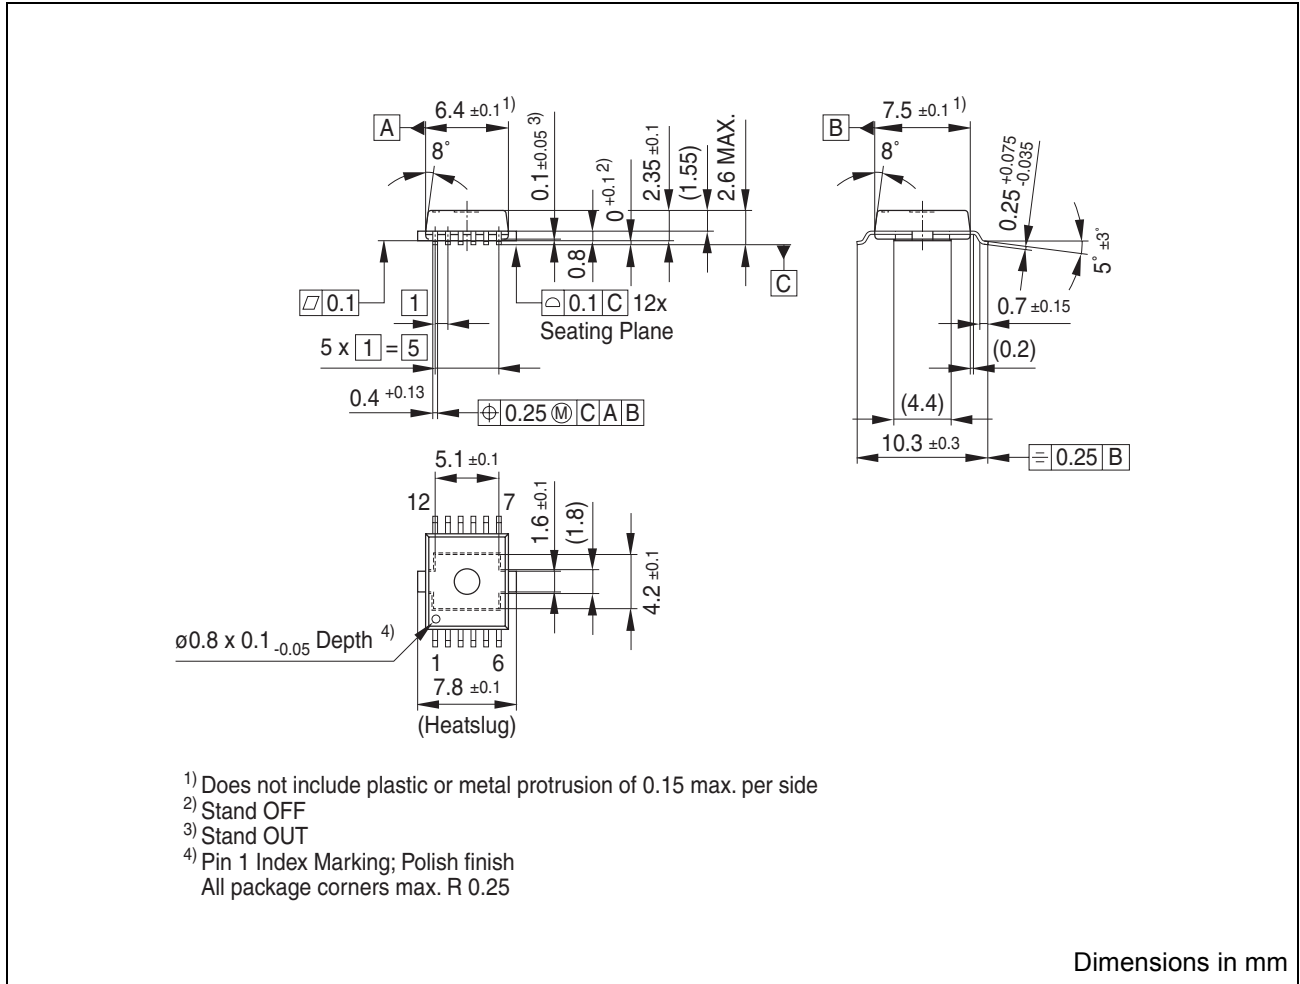 6.4 ±0.1 1)
A
8°
0.1 ±0.05 3)
0 +0.1 2)
2.35 ±0.1
(1.55)
2.6 MAX.
0.8
C
0.1
1
0.1 C 12x
Seating Plane
5 x 1 = 5
0.4 +0.13
0.25 Ⓜ C A B
7.5 ±0.1 1)
B
8°
0.25 +0.075 -0.035
5° ±3°
0.7 ±0.15
(0.2)
(4.4)
10.3 ±0.3
0.25 B
5.1 ±0.1
12
7
1.6 ±0.1
(1.8)
4.2 ±0.1
ø0.8 x 0.1 -0.05 Depth 4)
1
6
7.8 ±0.1
(Heatslug)
1) Does not include plastic or metal protrusion of 0.15 max. per side
2) Stand OFF
3) Stand OUT
4) Pin 1 Index Marking; Polish finish
All package corners max. R 0.25
Dimensions in mm